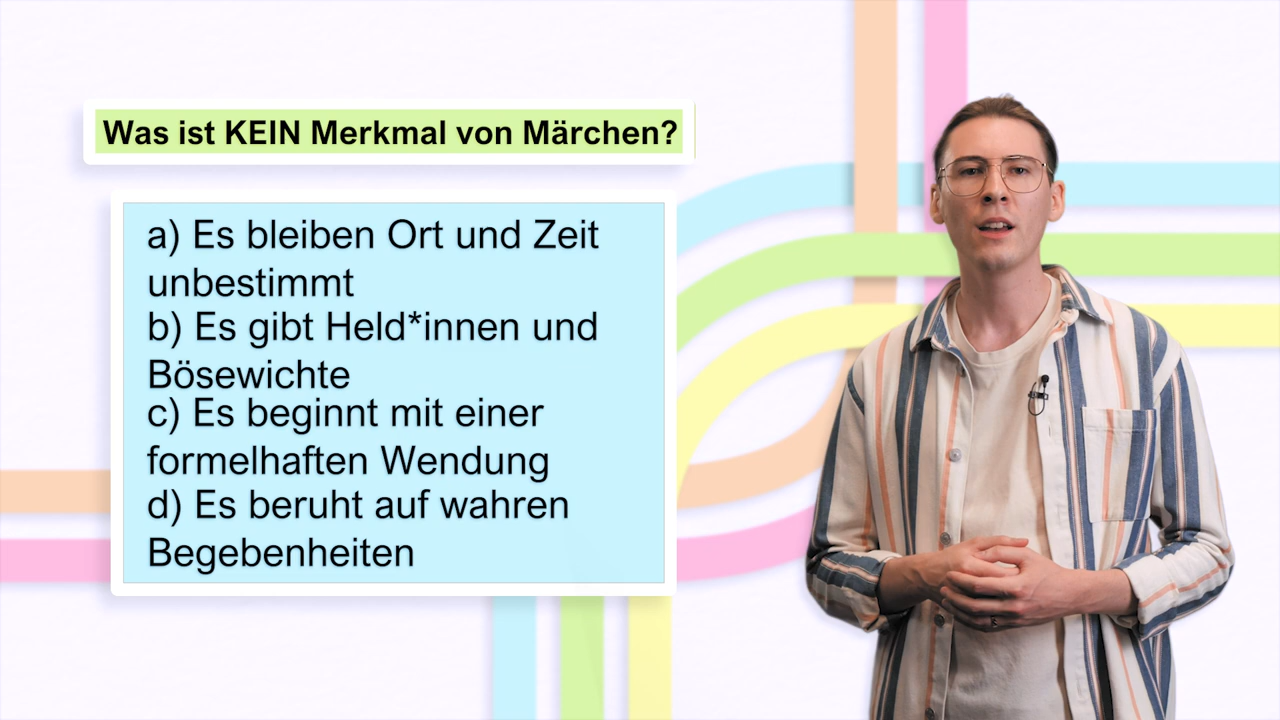 Was ist KEIN Merkmal von Märchen?
a) Es bleiben Ort und Zeit
unbestimmt
b) Es gibt Held*innen und
Bösewichte
c) Es beginnt mit einer
formelhaften Wendung
d) Es beruht auf wahren
Begebenheiten